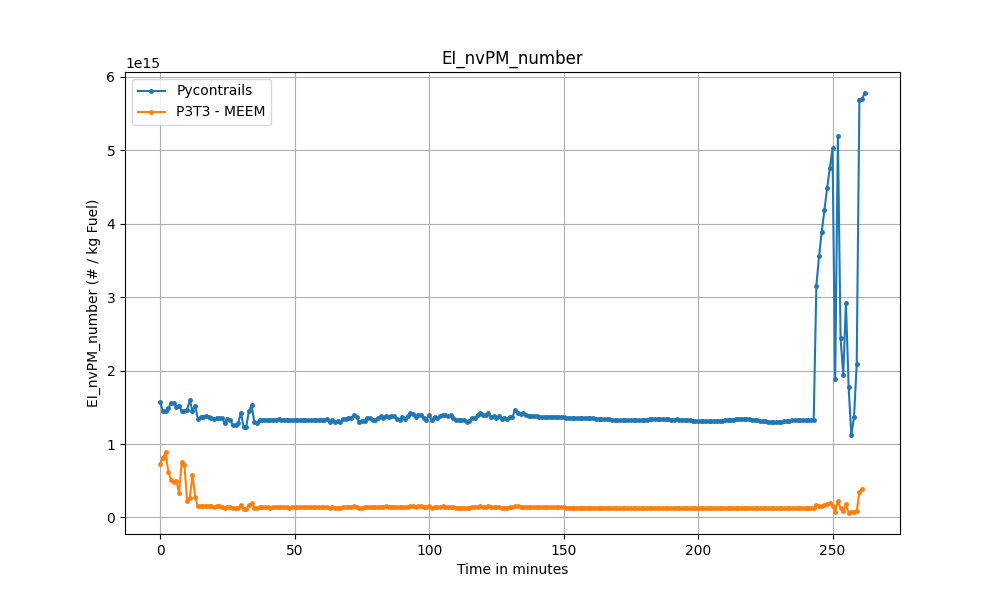 EI_nvPM_number
1e15
Pycontrails
P3T3 - MEEM
6
5
4
3
2
1
0
EI_nvPM_number (# / kg Fuel)
0 50 100 150 200 250
Time in minutes